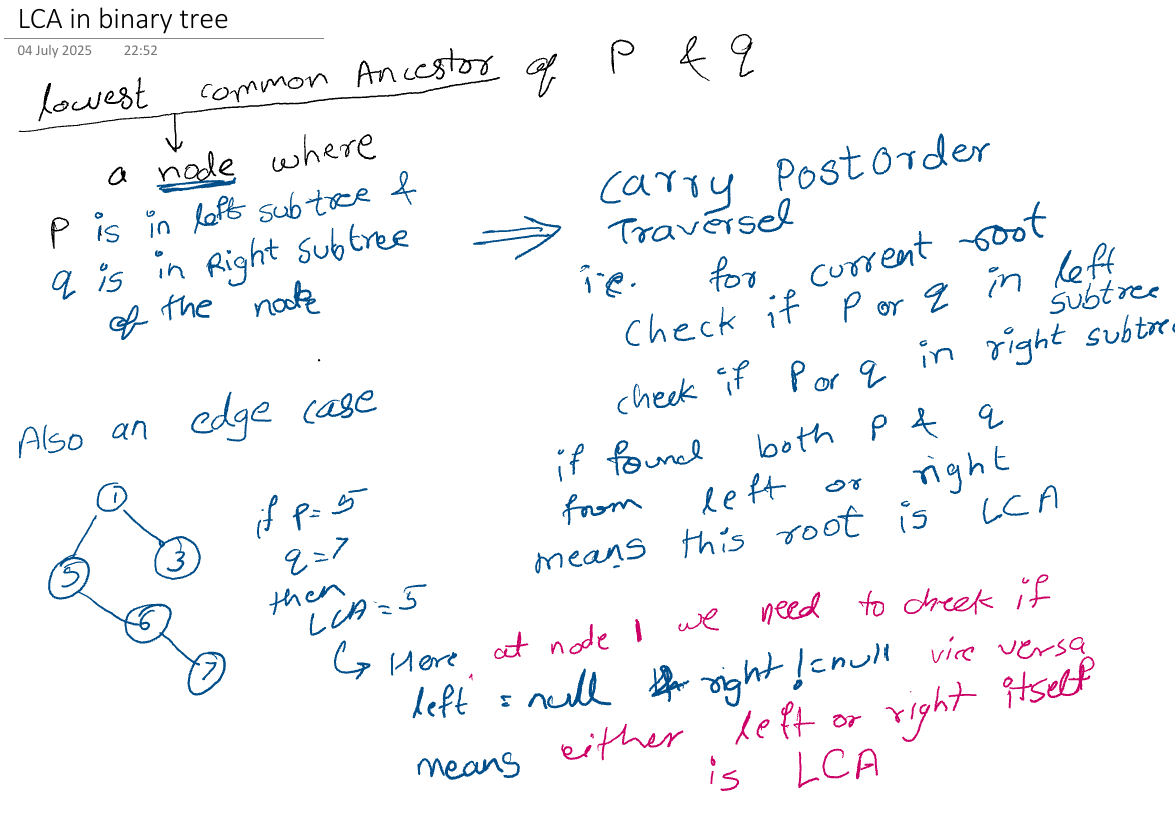 LCA in binary tree
04 July 2025 22:52
lowest common Ancestor of P & q
a node where
P is in left subtree &
q is in Right subtree
of the node
carry PostOrder
Traversel
i.e. for current root
check if P or q in left
subtree
check if P or q in right subtree
if found both P & q
from left or right
means this root is LCA
Also an edge case
1
5
3
6
7
if P = 5
q = 7
then
LCA = 5
↳ Here, at node 1 we need to check if
left = null & right != null vice versa
means either left or right itself
is LCA